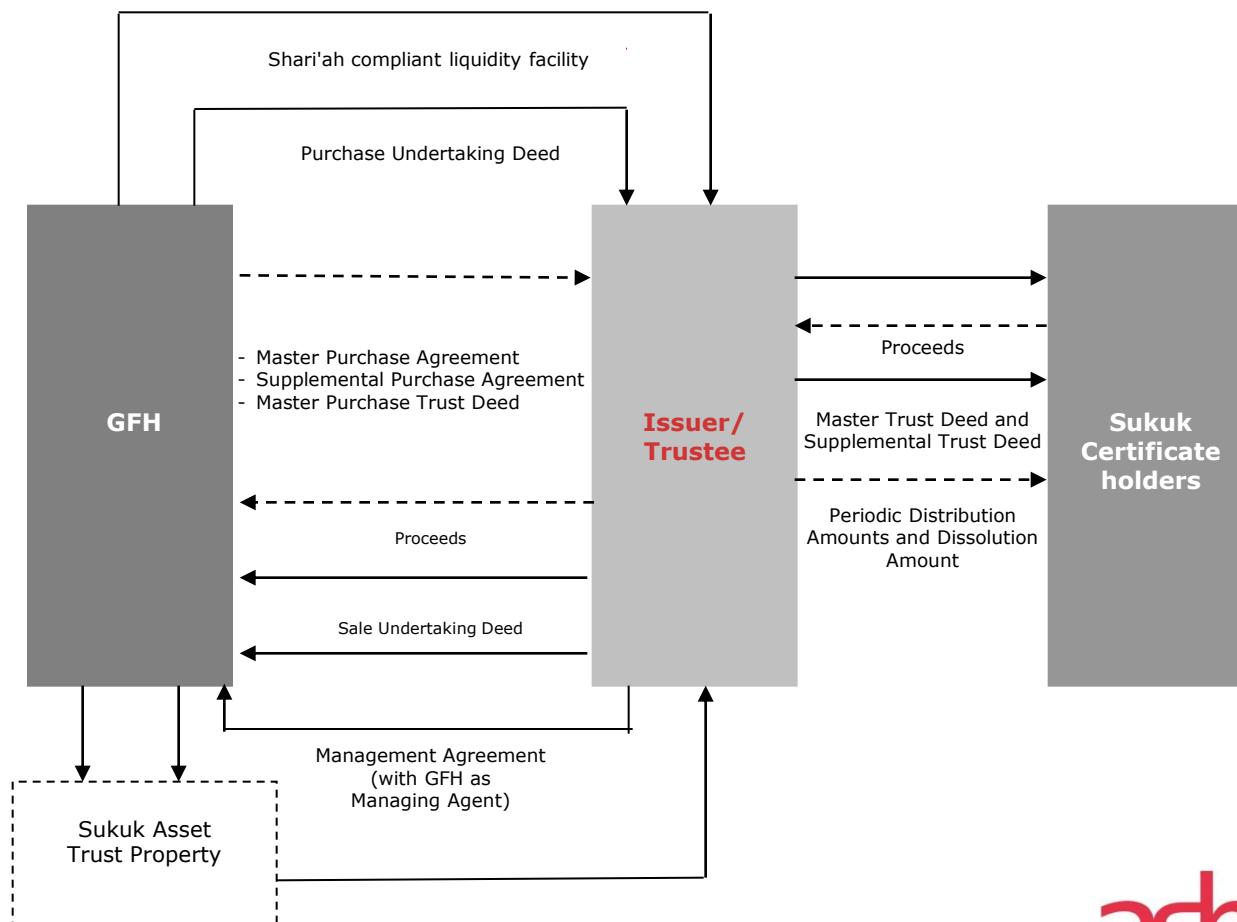 Shari'ah compliant liquidity facility
Purchase Undertaking Deed
GFH
- Master Purchase Agreement
- Supplemental Purchase Agreement
- Master Purchase Trust Deed
Issuer/
Trustee
Proceeds
Master Trust Deed and
Supplemental Trust Deed
Periodic Distribution
Amounts and Dissolution
Amount
Sukuk
Certificate
holders
Proceeds
Sale Undertaking Deed
Management Agreement
(with GFH as
Managing Agent)
Sukuk Asset
Trust Property